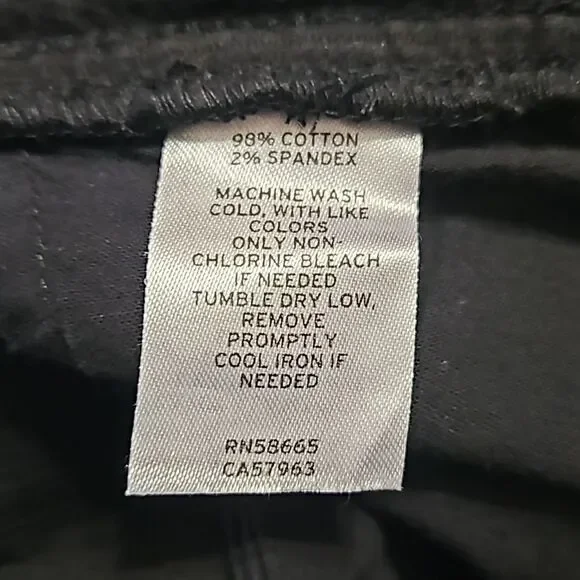 98% COTTON
2% SPANDEX
MACHINE WASH
COLD, WITH LIKE
COLORS
ONLY NON-
CHLORINE BLEACH
IF NEEDED
TUMBLE DRY LOW,
REMOVE
PROMPTLY
COOL IRON IF
NEEDED
RN58665
CA57963